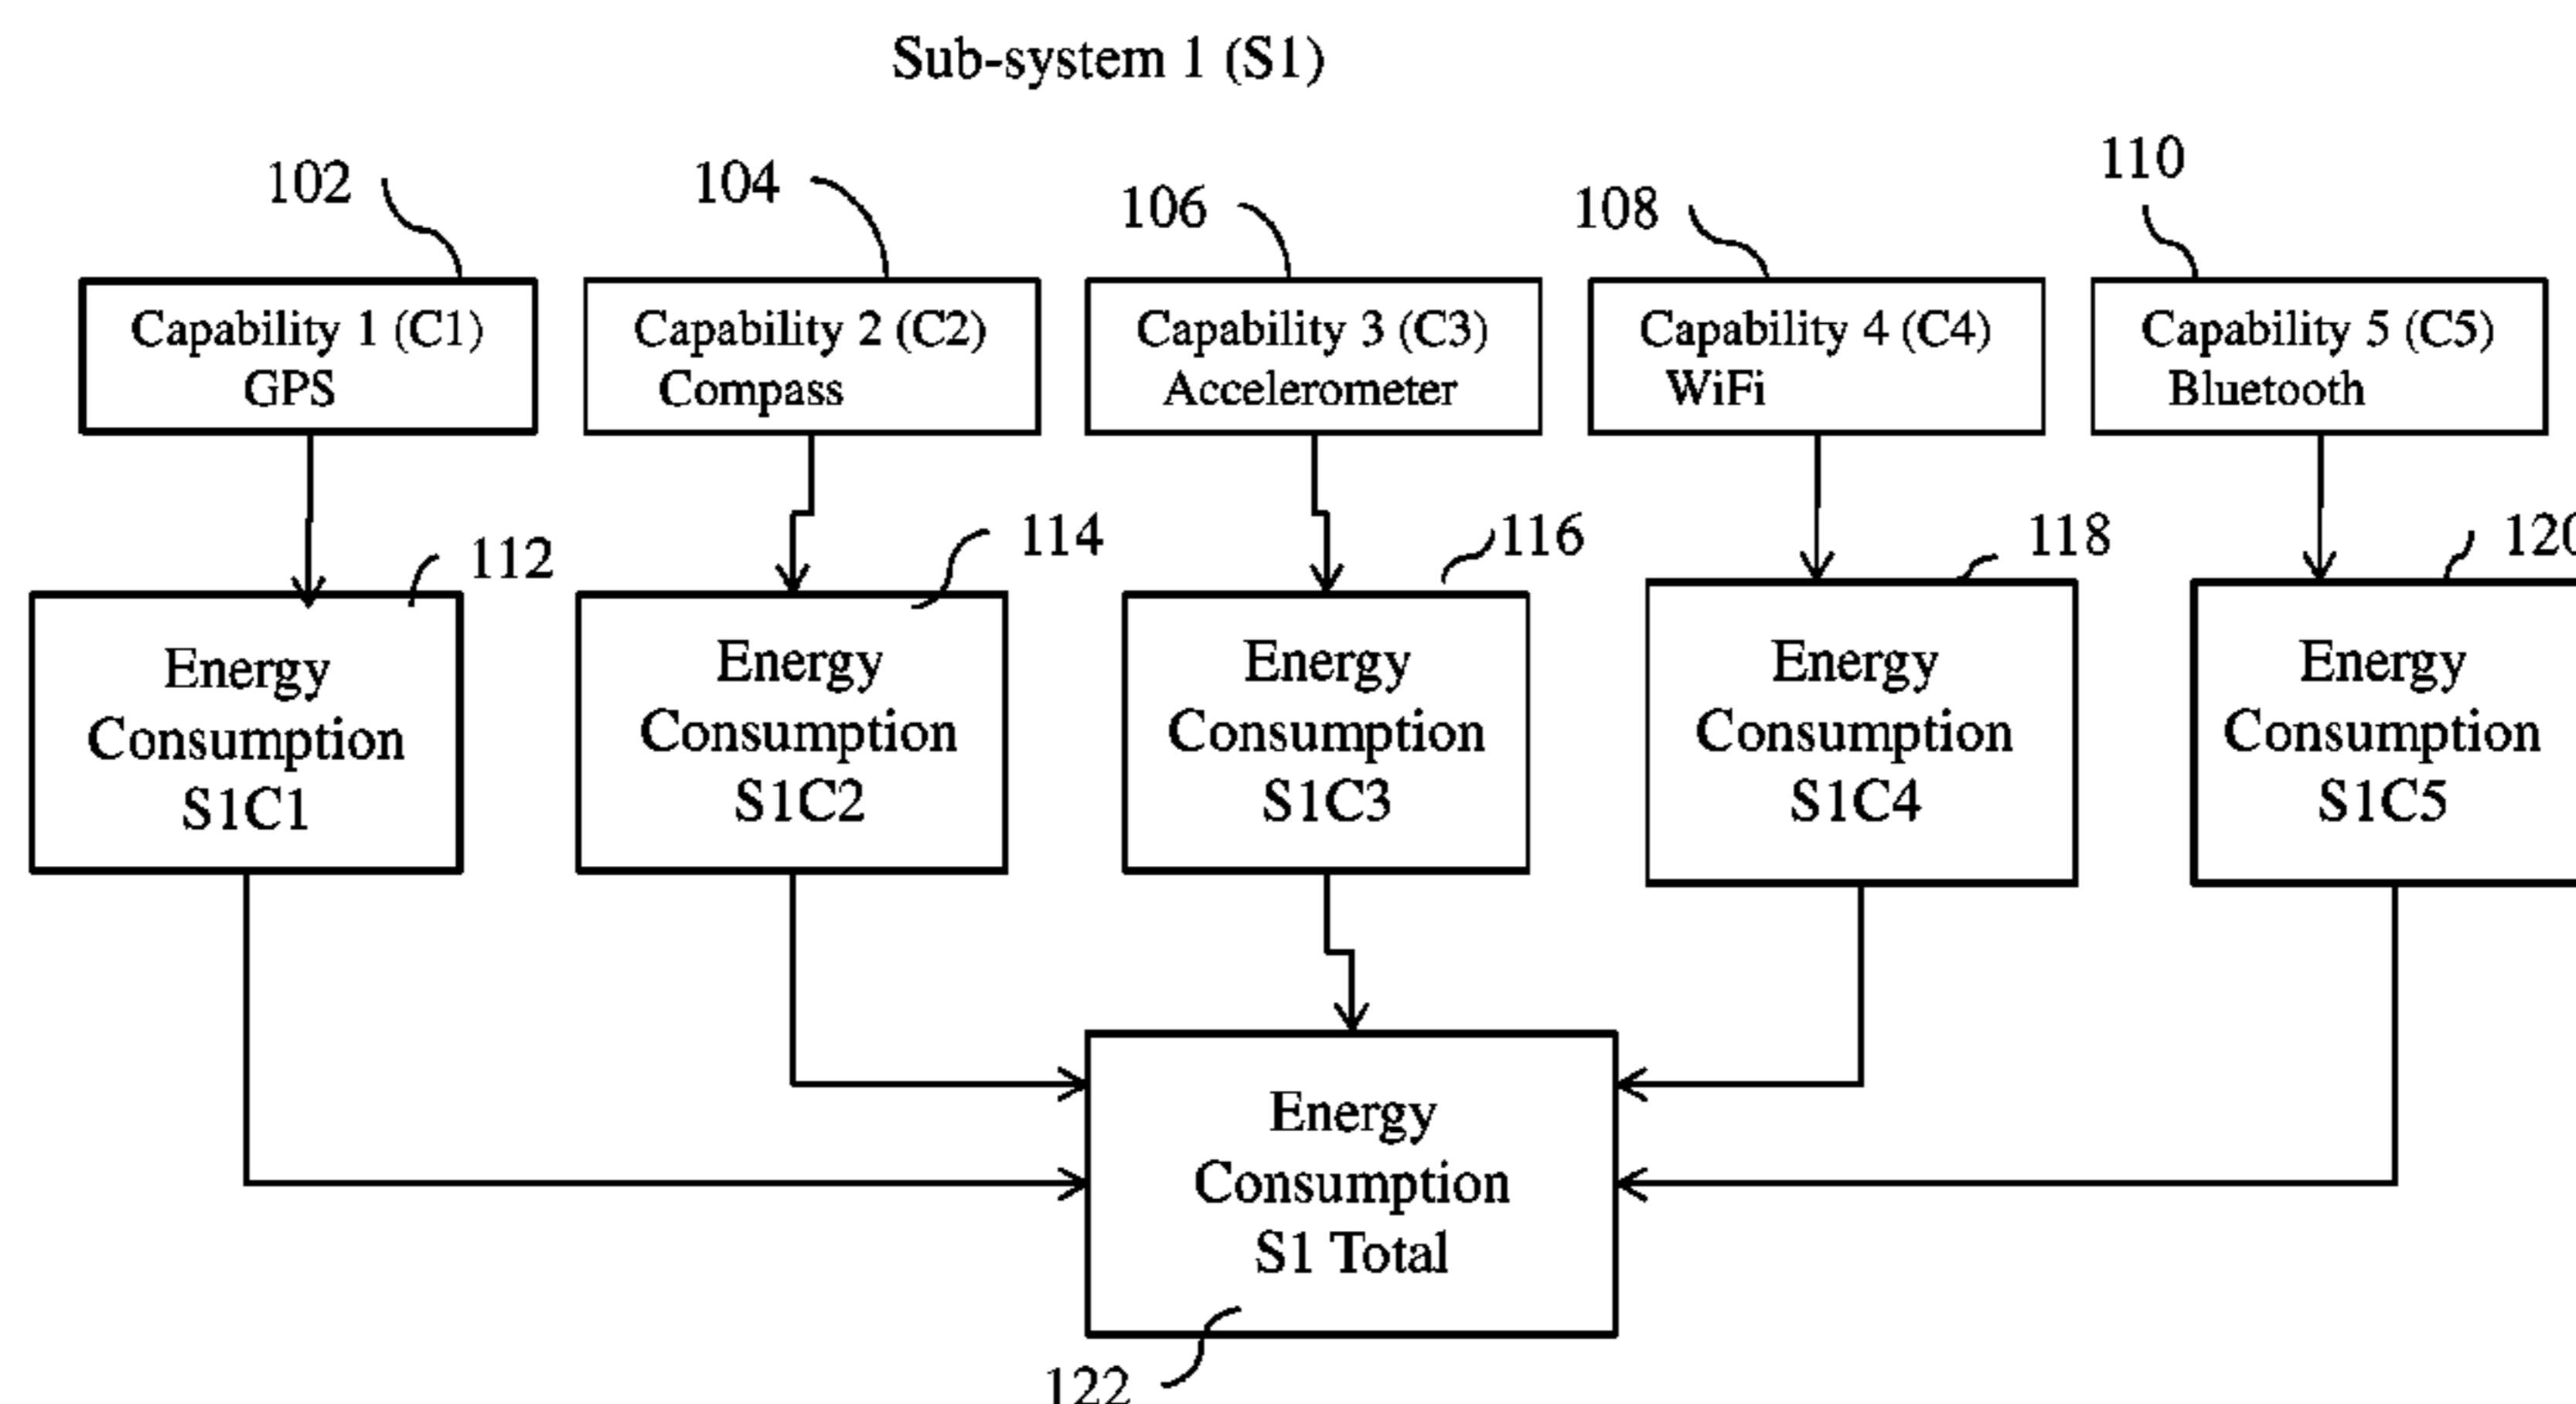 Sub-system 1 (S1)
102
104
106
108
110
Capability 1 (C1)
GPS
Capability 2 (C2)
Compass
Capability 3 (C3)
Accelerometer
Capability 4 (C4)
WiFi
Capability 5 (C5)
Bluetooth
112
114
116
118
120
Energy
Consumption
S1C1
Energy
Consumption
S1C2
Energy
Consumption
S1C3
Energy
Consumption
S1C4
Energy
Consumption
S1C5
Energy
Consumption
S1 Total
122